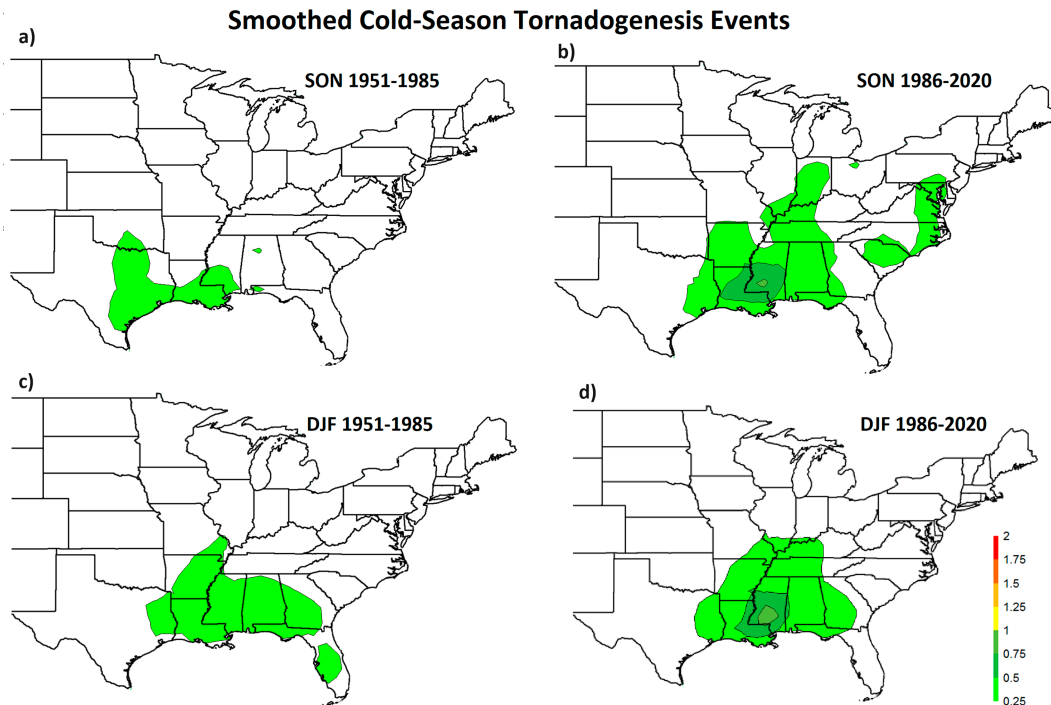 Smoothed Cold-Season Tornadogenesis Events
a)
SON 1951-1985
b)
SON 1986-2020
c)
DJF 1951-1985
d)
DJF 1986-2020
2
1.75
1.5
1.25
1
0.75
0.5
0.25